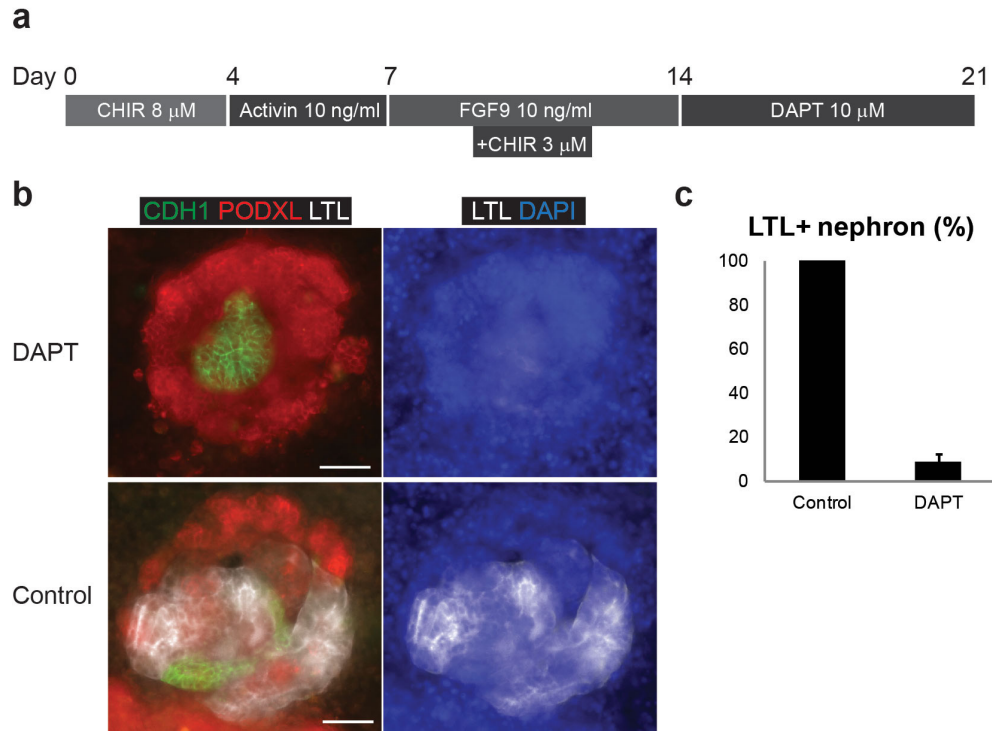 a
Day 0 4 7 14 21
CHIR 8 μM Activin 10 ng/ml FGF9 10 ng/ml DAPT 10 μM
+CHIR 3 μM
b
CDH1 PODXL LTL LTL DAPI
DAPT
Control
c
LTL+ nephron (%)
100
80
60
40
20
0
Control DAPT